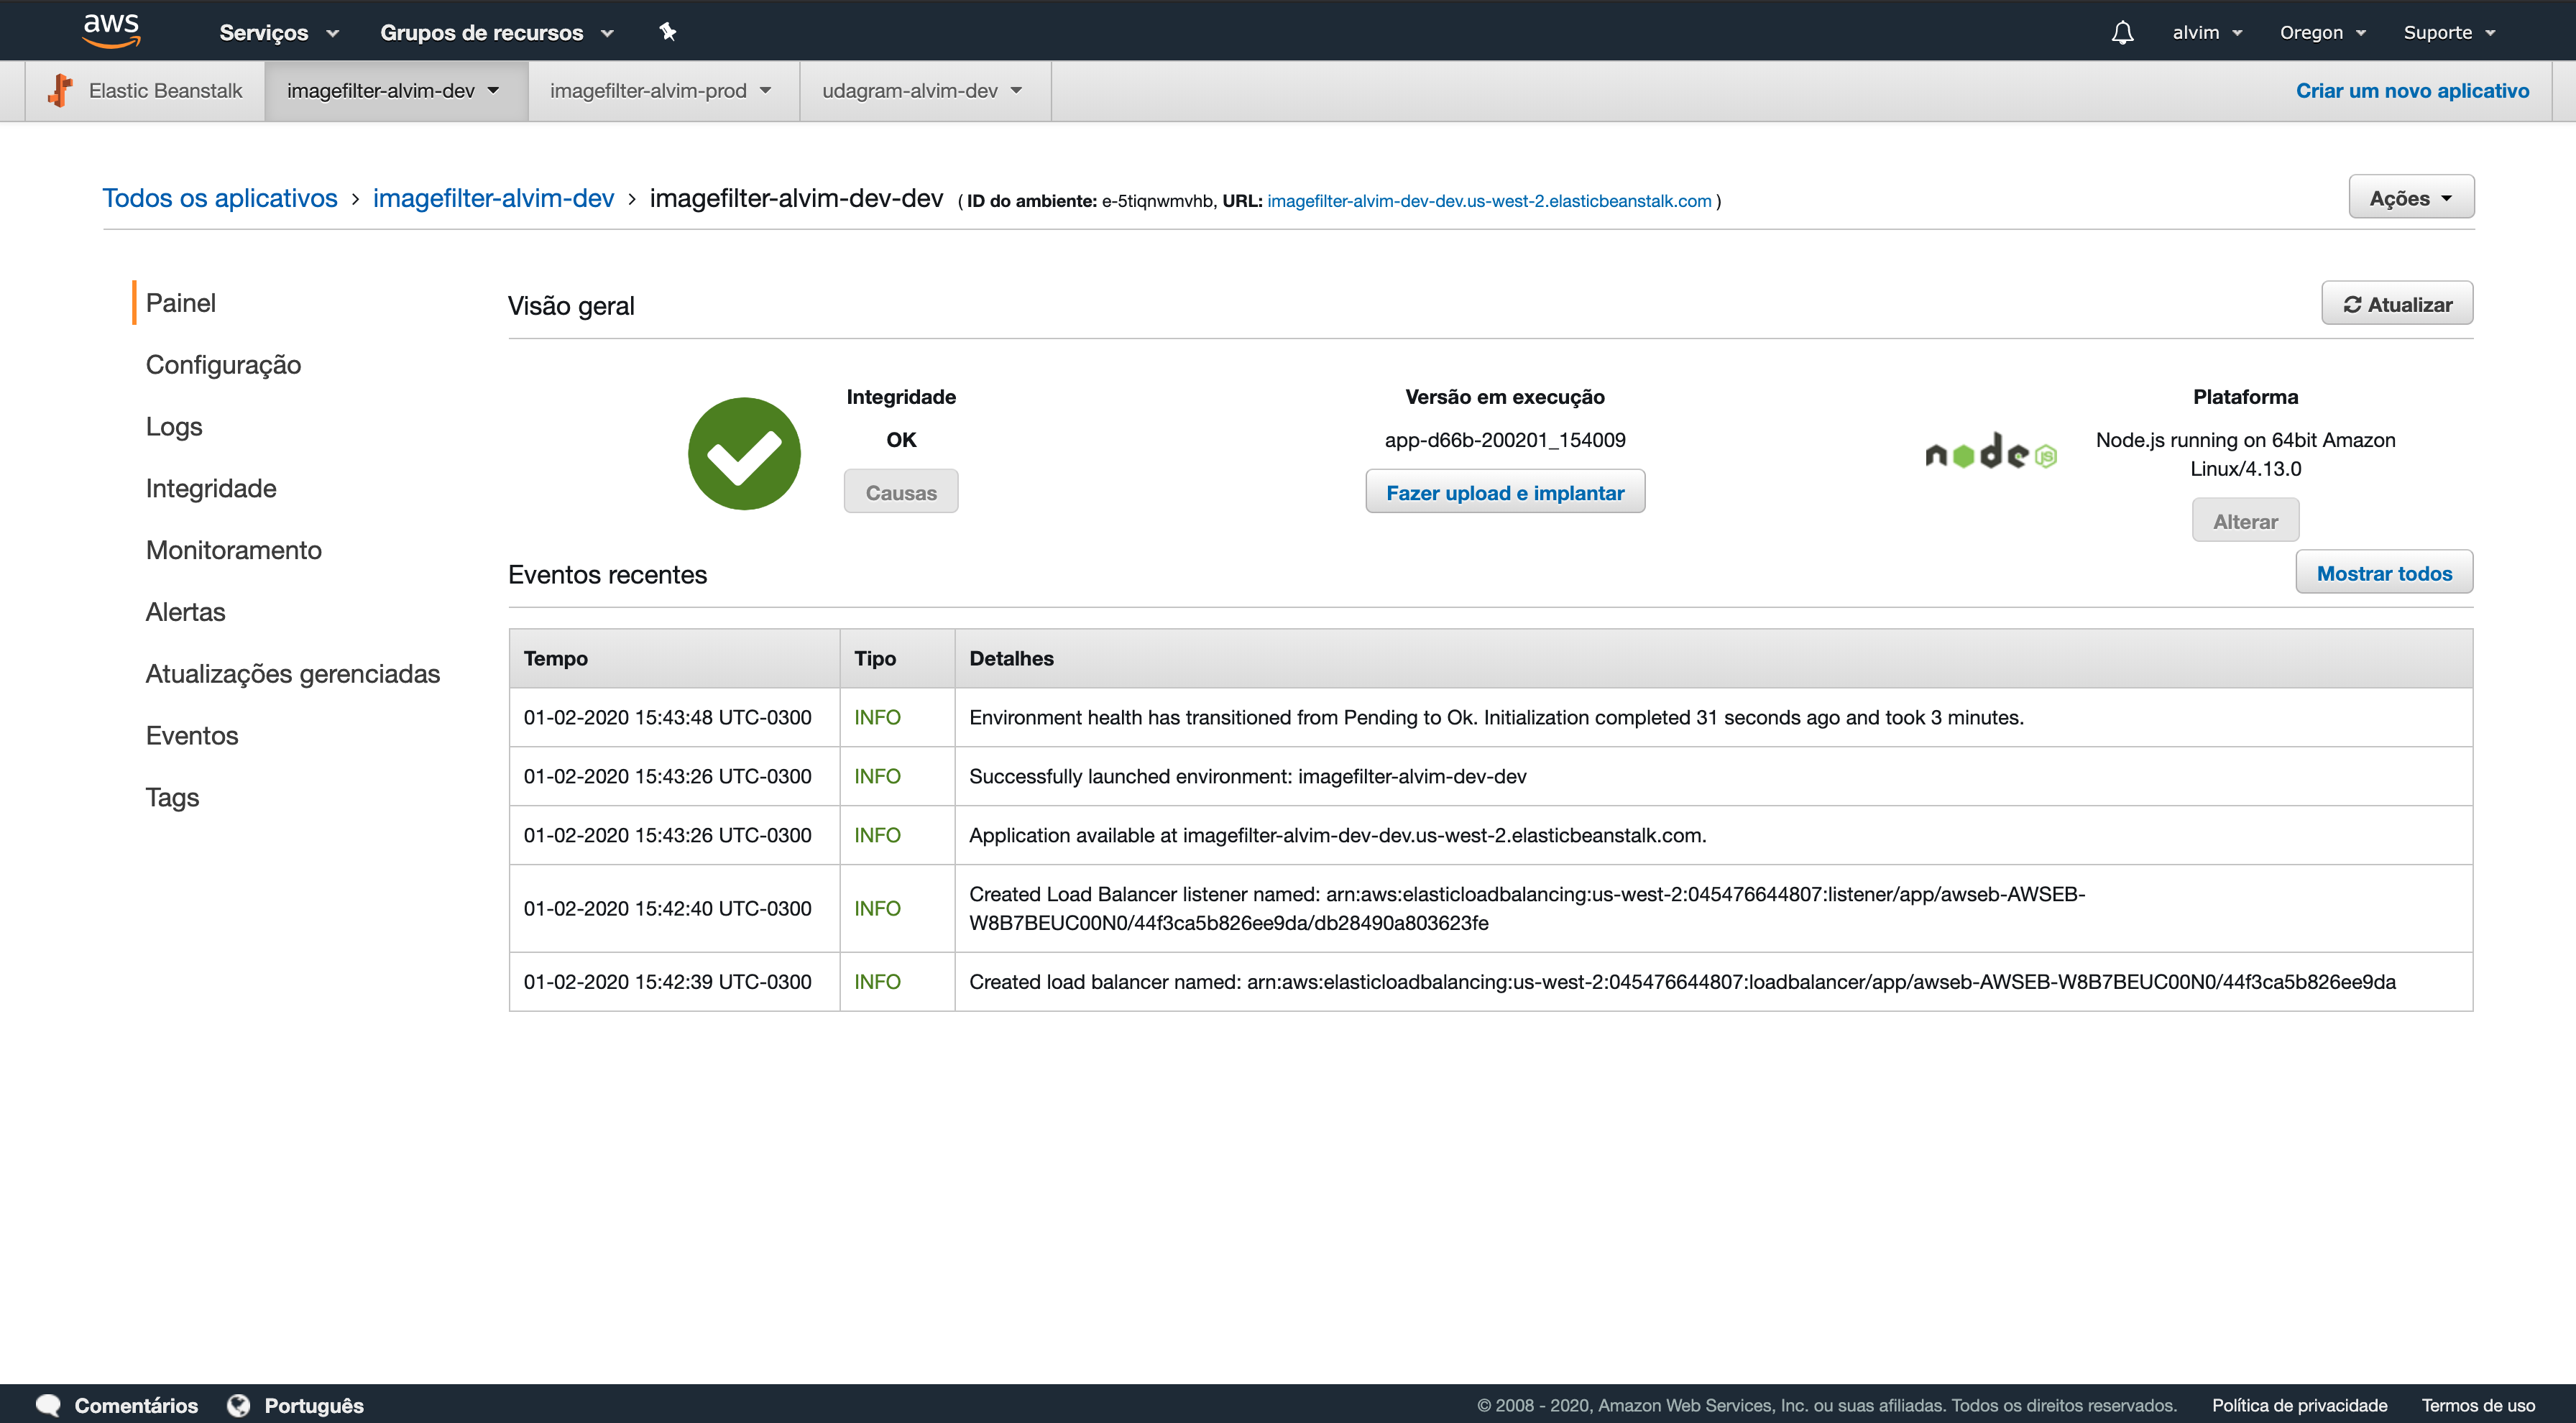 aws Serviços Grupos de recursos alvim Oregon Suporte
Elastic Beanstalk imagefilter-alvim-dev imagefilter-alvim-prod udagram-alvim-dev Criar um novo aplicativo
Todos os aplicativos › imagefilter-alvim-dev › imagefilter-alvim-dev-dev ( ID do ambiente: e-5tiqnwmvhb, URL: imagefilter-alvim-dev-dev.us-west-2.elasticbeanstalk.com ) Ações
Painel
Configuração
Logs
Integridade
Monitoramento
Alertas
Atualizações gerenciadas
Eventos
Tags
Visão geral Atualizar
Integridade
OK
Causas
Versão em execução
app-d66b-200201_154009
Fazer upload e implantar
node JS
Plataforma
Node.js running on 64bit Amazon
Linux/4.13.0
Alterar
Eventos recentes Mostrar todos
Tempo Tipo Detalhes
01-02-2020 15:43:48 UTC-0300 INFO Environment health has transitioned from Pending to Ok. Initialization completed 31 seconds ago and took 3 minutes.
01-02-2020 15:43:26 UTC-0300 INFO Successfully launched environment: imagefilter-alvim-dev-dev
01-02-2020 15:43:26 UTC-0300 INFO Application available at imagefilter-alvim-dev-dev.us-west-2.elasticbeanstalk.com.
01-02-2020 15:42:40 UTC-0300 INFO Created Load Balancer listener named: arn:aws:elasticloadbalancing:us-west-2:045476644807:listener/app/awseb-AWSEB-
W8B7BEUC00N0/44f3ca5b826ee9da/db28490a803623fe
01-02-2020 15:42:39 UTC-0300 INFO Created load balancer named: arn:aws:elasticloadbalancing:us-west-2:045476644807:loadbalancer/app/awseb-AWSEB-W8B7BEUC00N0/44f3ca5b826ee9da
Comentários Português © 2008 - 2020, Amazon Web Services, Inc. ou suas afiliadas. Todos os direitos reservados. Política de privacidade Termos de uso